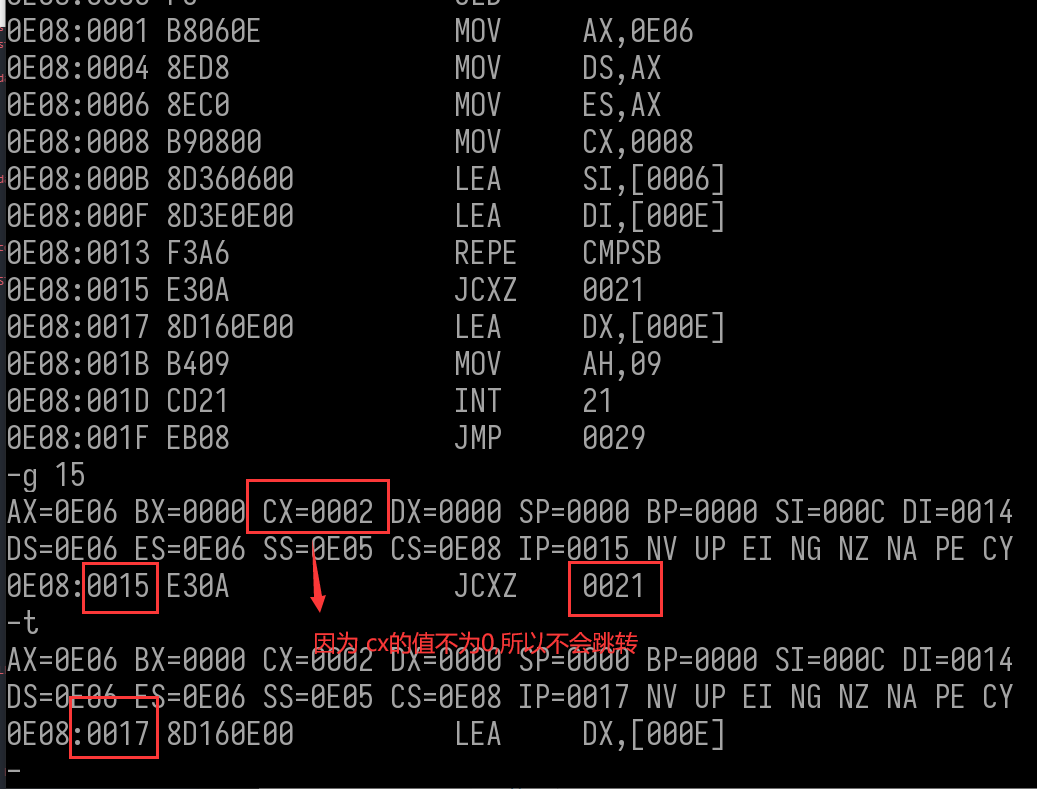 0E08:0001 B8060E MOV AX,0E06
0E08:0004 8ED8 MOV DS,AX
0E08:0006 8EC0 MOV ES,AX
0E08:0008 B90800 MOV CX,0008
0E08:000B 8D360600 LEA SI,[0006]
0E08:000F 8D3E0E00 LEA DI,[000E]
0E08:0013 F3A6 REPE CMPSB
0E08:0015 E30A JCXZ 0021
0E08:0017 8D160E00 LEA DX,[000E]
0E08:001B B409 MOV AH,09
0E08:001D CD21 INT 21
0E08:001F EB08 JMP 0029
-g 15
AX=0E06 BX=0000 CX=0002 DX=0000 SP=0000 BP=0000 SI=000C DI=0014
DS=0E06 ES=0E06 SS=0E05 CS=0E08 IP=0015 NV UP EI NG NZ NA PE CY
0E08:0015 E30A JCXZ 0021
-t
因为 cx的值不为0,所以不会跳转
AX=0E06 BX=0000 CX=0002 DX=0000 SP=0000 BP=0000 SI=000C DI=0014
DS=0E06 ES=0E06 SS=0E05 CS=0E08 IP=0017 NV UP EI NG NZ NA PE CY
0E08:0017 8D160E00 LEA DX,[000E]
-